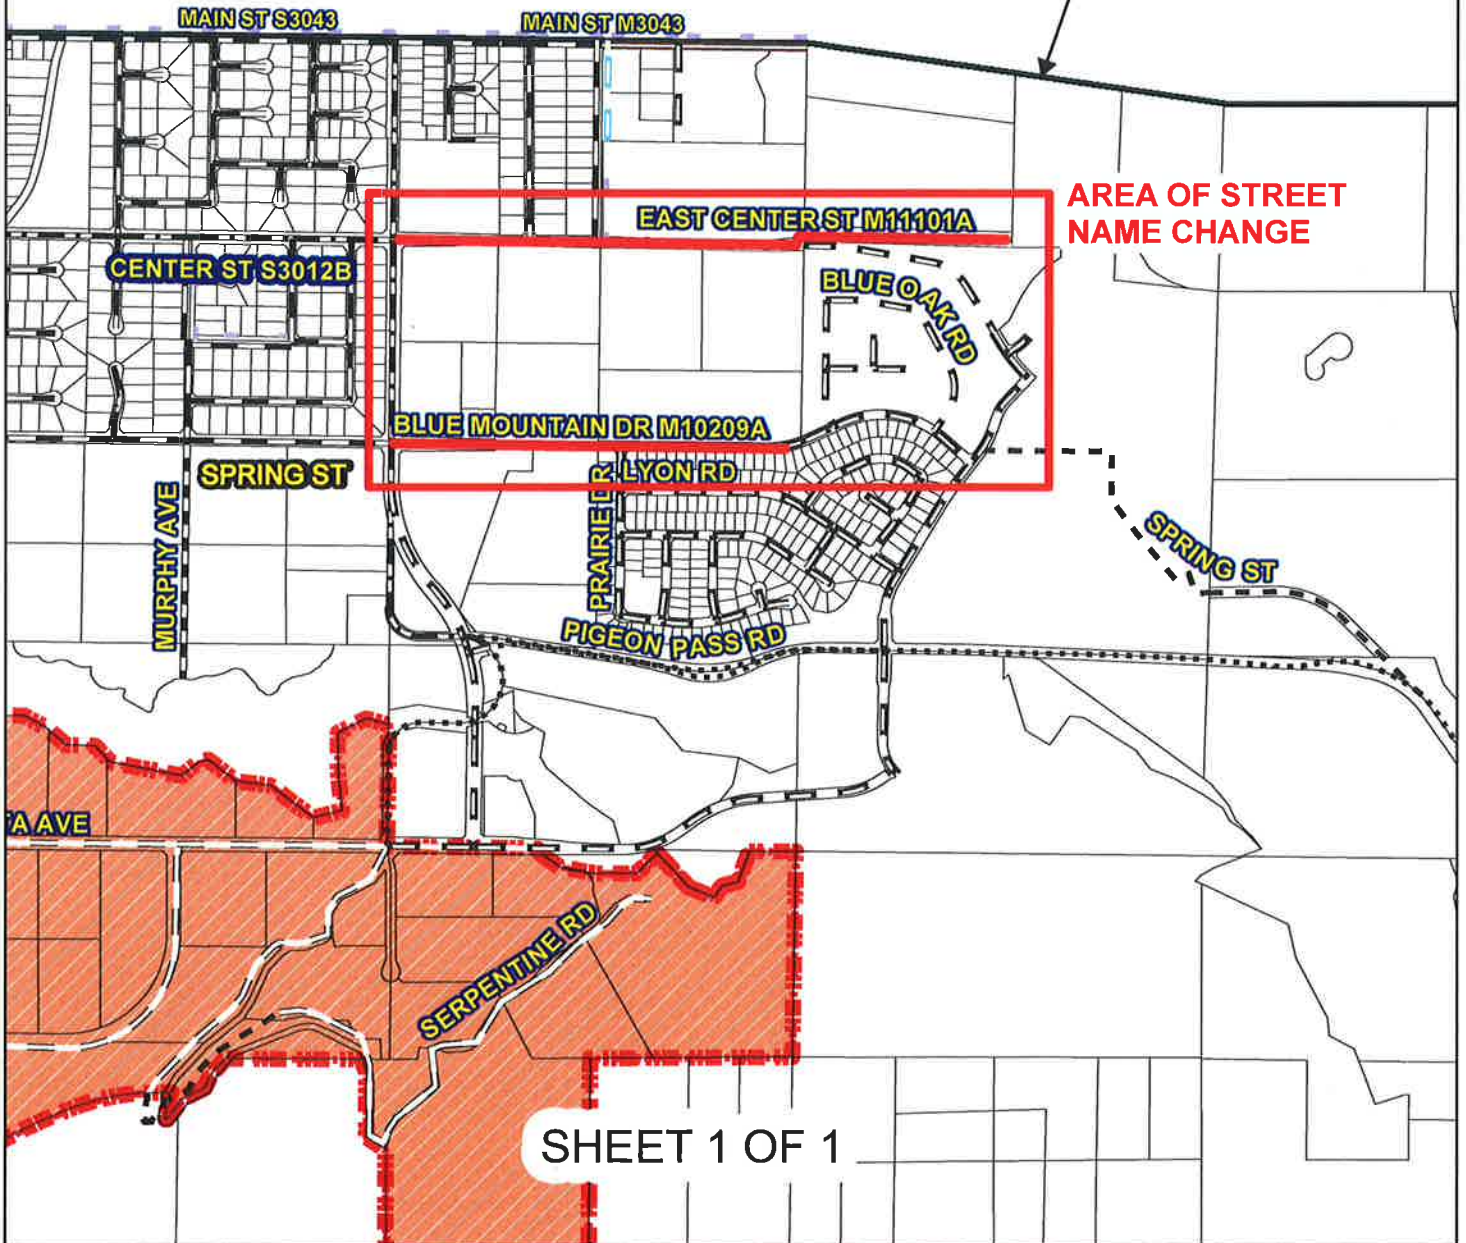 MAIN ST S3043
MAIN ST M3043
AREA OF STREET
NAME CHANGE
EAST CENTER ST M11101A
CENTER ST S3012B
BLUE OAK RD
BLUE MOUNTAIN DR M10209A
SPRING ST
LYON RD
PRAIRIE DR
MURPHY AVE
SPRING ST
PIGEON PASS RD
A AVE
SERPENTINE RD
SHEET 1 OF 1